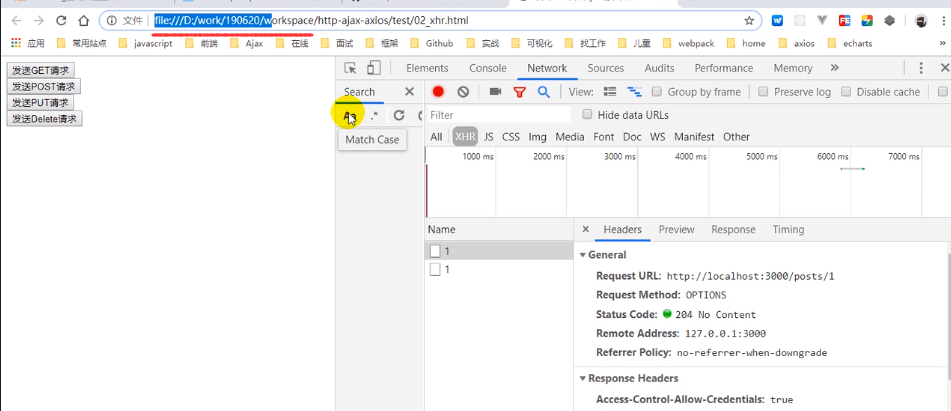 文件 file:///D:/work/190620/workspace/http-ajax-axios/test/02_xhr.html
应用 常用站点 javascript 前端 Ajax 在线 面试 框架 Github 实战 可视化 找工作 儿童 webpack home axios echarts
发送GET请求
发送POST请求
发送PUT请求
发送Delete请求
Elements Console Network Sources Audits Performance Memory »
Search
View: Group by frame Preserve log Disable cache
Aa .*
Match Case
Filter Hide data URLs
All XHR JS CSS Img Media Font Doc WS Manifest Other
1000 ms 2000 ms 3000 ms 4000 ms 5000 ms 6000 ms 7000 ms
Name
1
1
Headers Preview Response Timing
General
Request URL: http://localhost:3000/posts/1
Request Method: OPTIONS
Status Code: 204 No Content
Remote Address: 127.0.0.1:3000
Referrer Policy: no-referrer-when-downgrade
Response Headers
Access-Control-Allow-Credentials: true